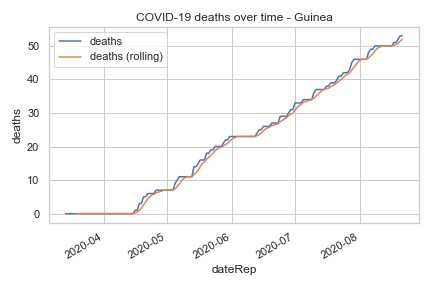 COVID-19 deaths over time - Guinea
deaths
deaths (rolling)
50
40
30
20
10
0
deaths
2020-04
2020-05
2020-06
2020-07
2020-08
dateRep